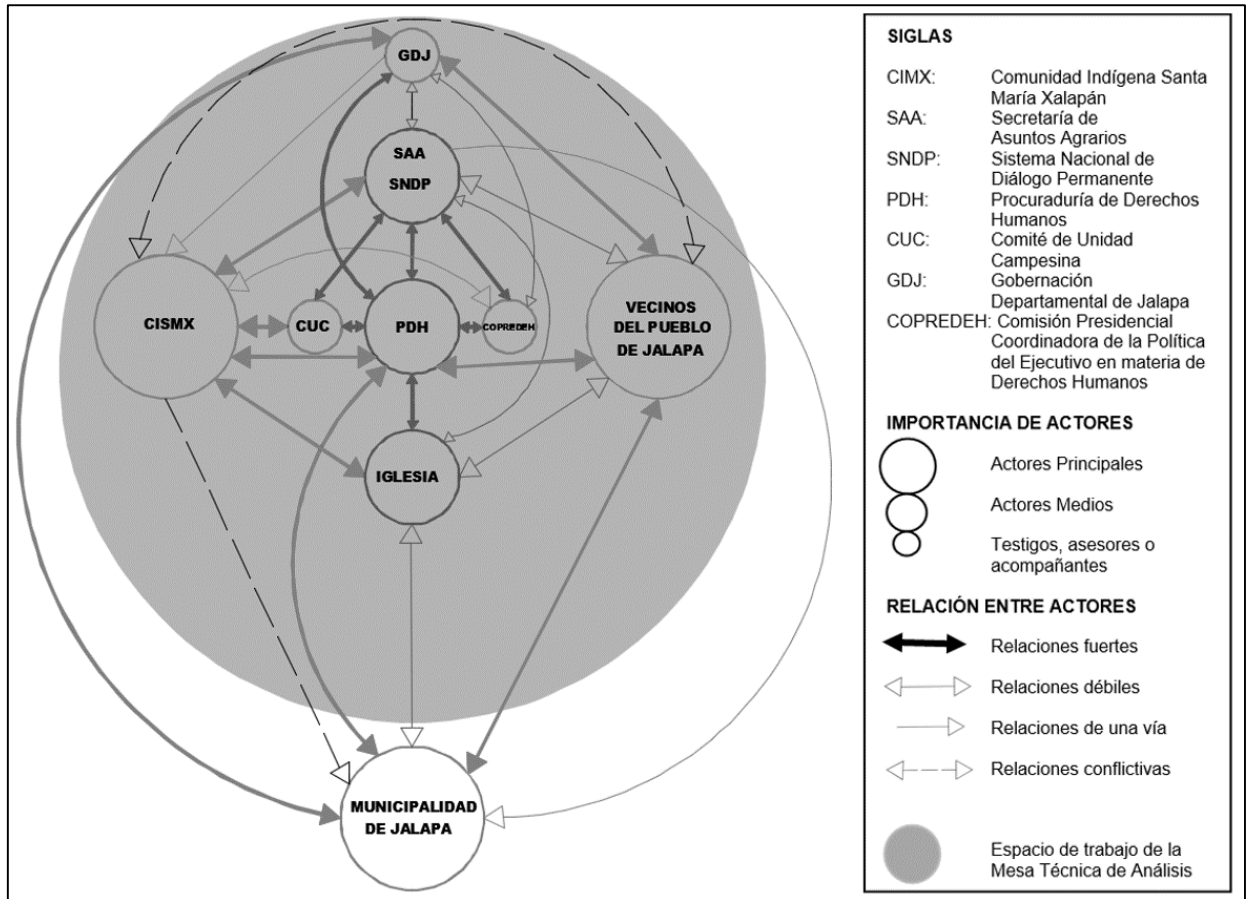 GDJ
SAA
SNDP
CISMX
CUC
PDH
COPREDEH
VECINOS
DEL PUEBLO
DE JALAPA
IGLESIA
MUNICIPALIDAD
DE JALAPA
SIGLAS
CIMX: Comunidad Indígena Santa
María Xalapán
SAA: Secretaría de
Asuntos Agrarios
SNDP: Sistema Nacional de
Diálogo Permanente
PDH: Procuraduría de Derechos
Humanos
CUC: Comité de Unidad
Campesina
GDJ: Gobernación
Departamental de Jalapa
COPREDEH: Comisión Presidencial
Coordinadora de la Política
del Ejecutivo en materia de
Derechos Humanos
IMPORTANCIA DE ACTORES
Actores Principales
Actores Medios
Testigos, asesores o
acompañantes
RELACIÓN ENTRE ACTORES
Relaciones fuertes
Relaciones débiles
Relaciones de una vía
Relaciones conflictivas
Espacio de trabajo de la
Mesa Técnica de Análisis